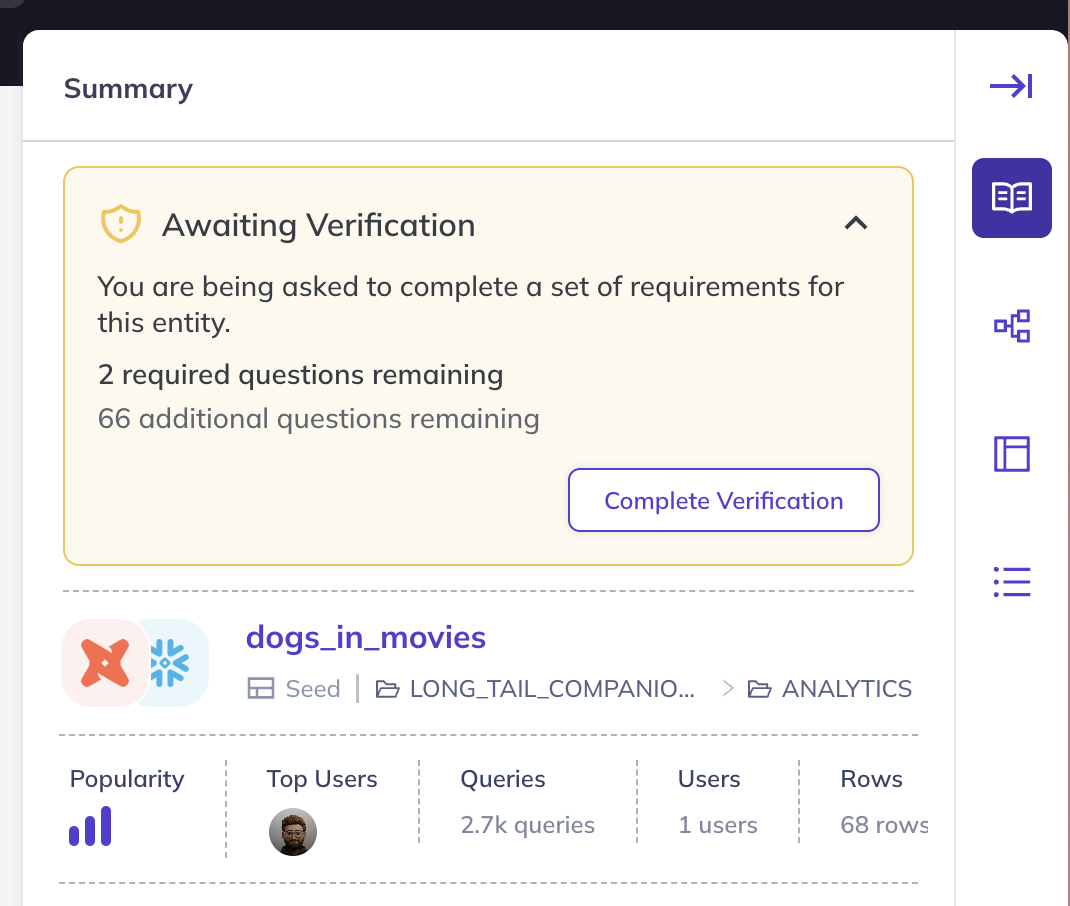 Summary
Awaiting Verification
You are being asked to complete a set of requirements for
this entity.
2 required questions remaining
66 additional questions remaining
Complete Verification
dogs_in_movies
Seed LONG_TAIL_COMPANIO... ANALYTICS
Popularity Top Users Queries Users Rows
2.7k queries 1 users 68 rows